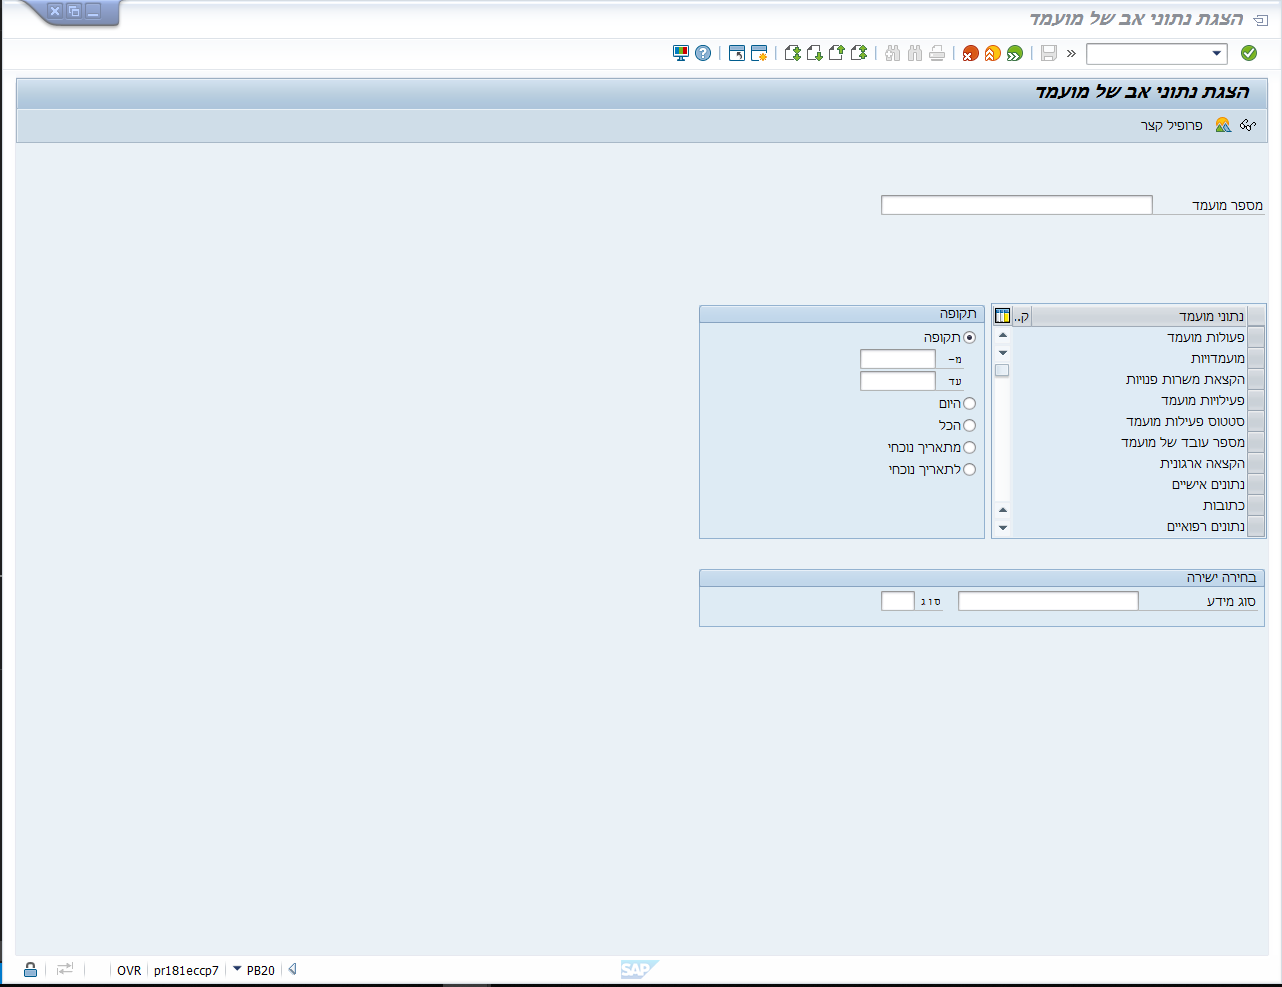 הצגת נתוני אב של מועמד
הצגת נתוני אב של מועמד
פרופיל קצר
מספר מועמד
נתוני מועמד
ק..
פעולות מועמד
מועמדויות
הקצאת משרות פנויות
פעילויות מועמד
סטטוס פעילות מועמד
מספר עובד של מועמד
הקצאה ארגונית
נתונים אישיים
כתובות
נתונים רפואיים
תקופה
תקופה
מ-
עד
היום
הכל
מתאריך נוכחי
לתאריך נוכחי
בחירה ישירה
סוג מידע
סוג
SAP
PB20
pr181eccp7
OVR